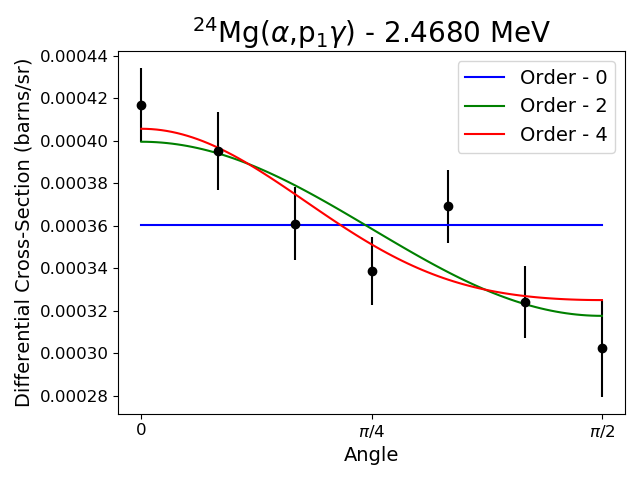 ²⁴Mg(α,p₁γ) - 2.4680 MeV
Differential Cross-Section (barns/sr)
0.00044
0.00042
0.00040
0.00038
0.00036
0.00034
0.00032
0.00030
0.00028
Order - 0
Order - 2
Order - 4
0
π/4
π/2
Angle